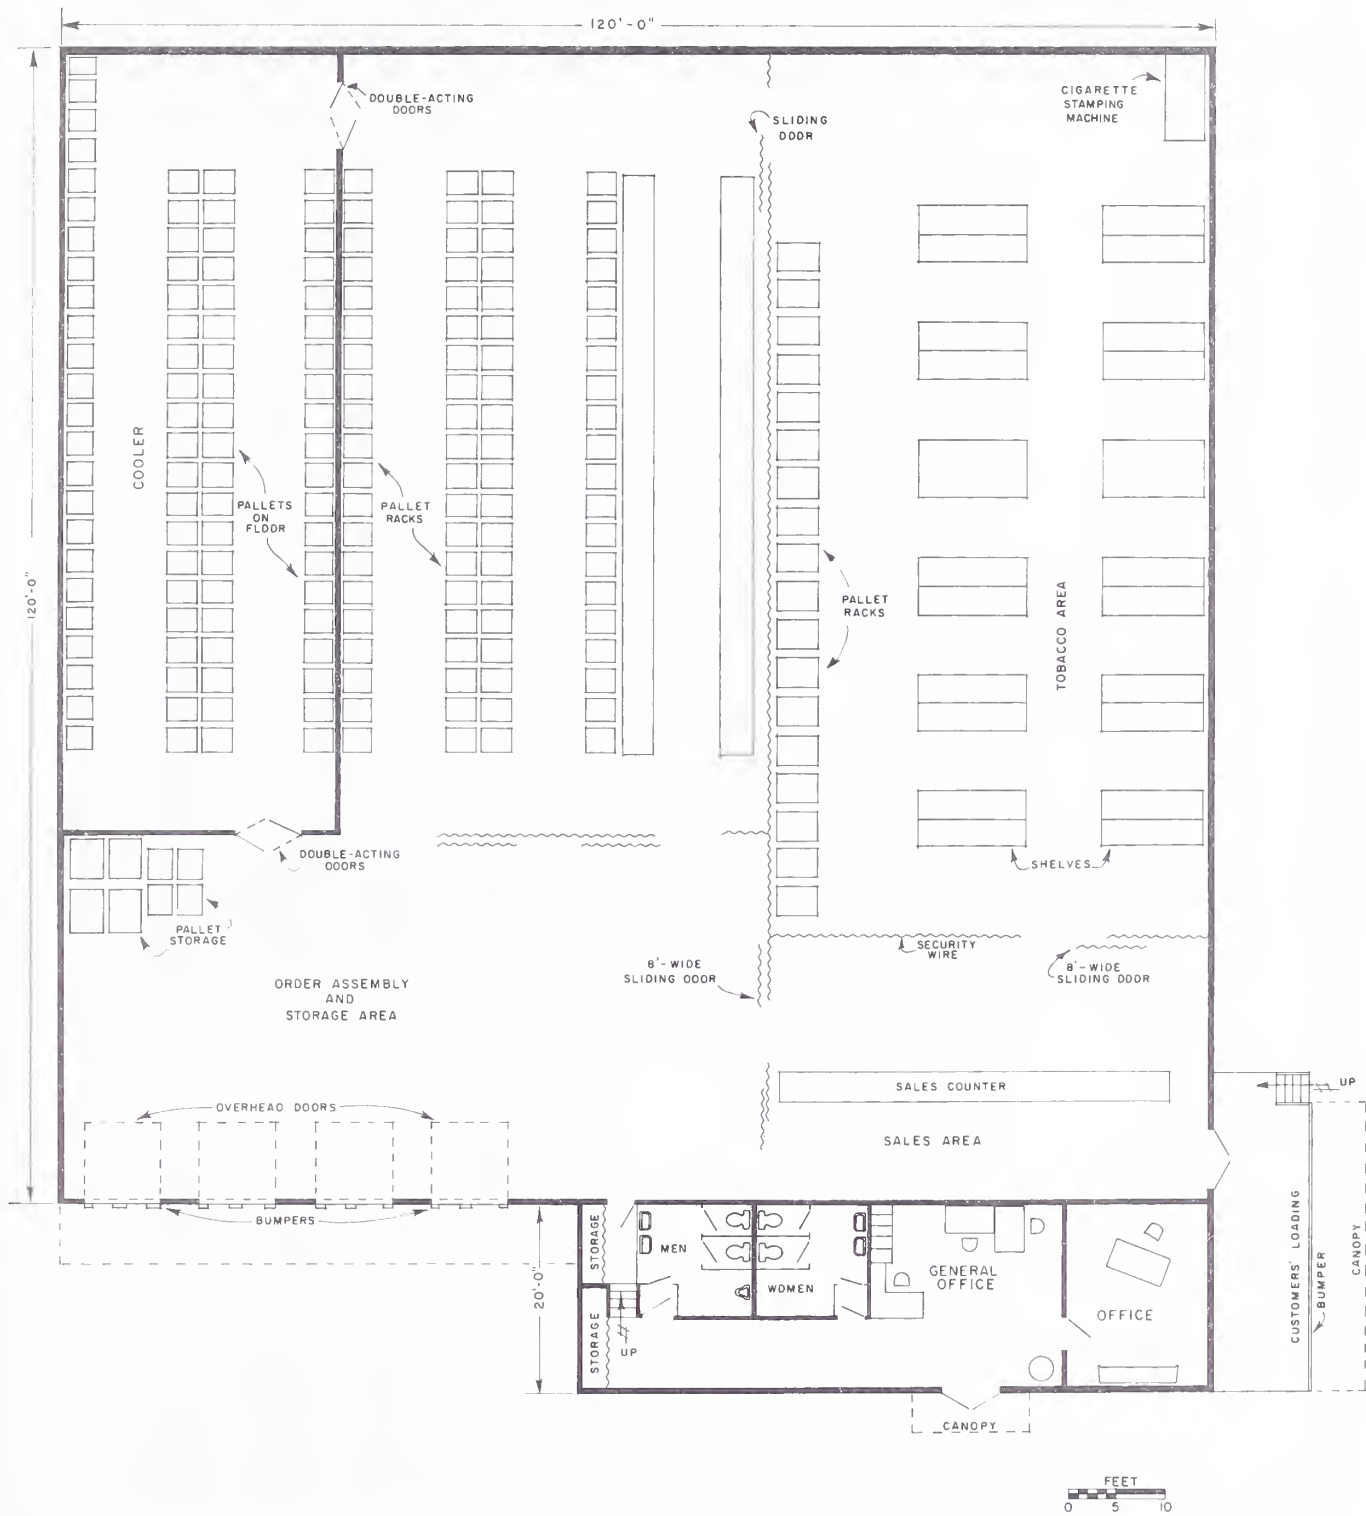 120'-0"
DOUBLE-ACTING
DOORS
SLIDING
DOOR
CIGARETTE
STAMPING
MACHINE
COOLER
PALLETS
ON
FLOOR
PALLET
RACKS
120'-0"
PALLET
RACKS
TOBACCO AREA
DOUBLE-ACTING
DOORS
SHELVES
PALLET
STORAGE
SECURITY
WIRE
8'-WIDE
SLIDING DOOR
8'-WIDE
SLIDING DOOR
ORDER ASSEMBLY
AND
STORAGE AREA
SALES COUNTER
UP
OVERHEAD DOORS
SALES AREA
BUMPERS
STORAGE
MEN
WOMEN
GENERAL
OFFICE
OFFICE
20'-0"
STORAGE
UP
CUSTOMERS' LOADING
BUMPER
CANOPY
CANOPY
FEET
0 5 10